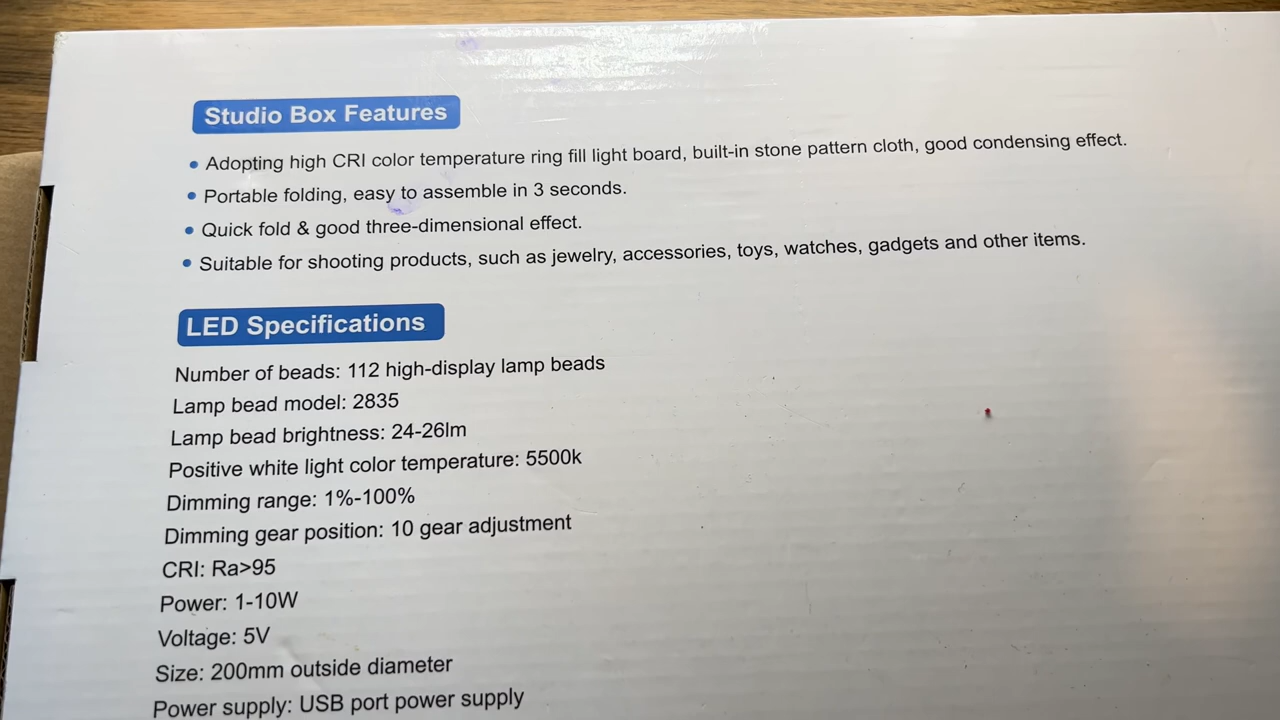 Studio Box Features
• Adopting high CRI color temperature ring fill light board, built-in stone pattern cloth, good condensing effect.
• Portable folding, easy to assemble in 3 seconds.
• Quick fold & good three-dimensional effect.
• Suitable for shooting products, such as jewelry, accessories, toys, watches, gadgets and other items.
LED Specifications
Number of beads: 112 high-display lamp beads
Lamp bead model: 2835
Lamp bead brightness: 24-26lm
Positive white light color temperature: 5500k
Dimming range: 1%-100%
Dimming gear position: 10 gear adjustment
CRI: Ra>95
Power: 1-10W
Voltage: 5V
Size: 200mm outside diameter
Power supply: USB port power supply